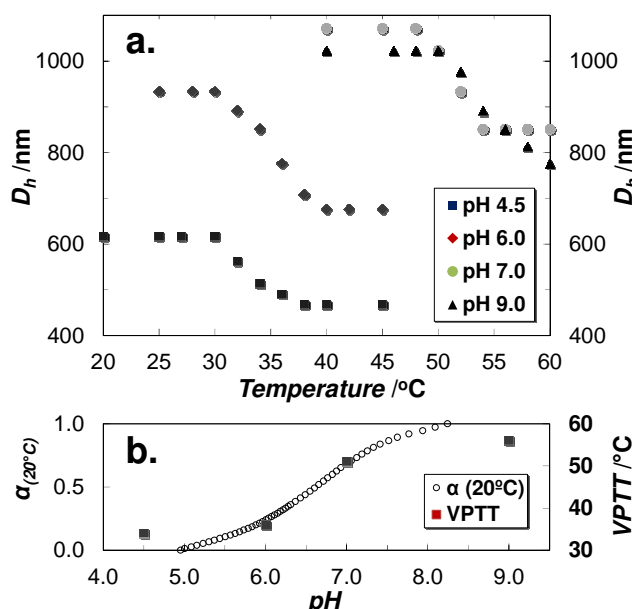 a.
1000
800
600
400
D_h /nm
1000
800
600
400
D_h /nm
pH 4.5
pH 6.0
pH 7.0
pH 9.0
20 25 30 35 40 45 50 55 60
Temperature /ºC
b.
1.0
0.5
0.0
α(20°C)
60
50
40
30
VPTT /°C
α (20ºC)
VPTT
4.0 5.0 6.0 7.0 8.0 9.0
pH